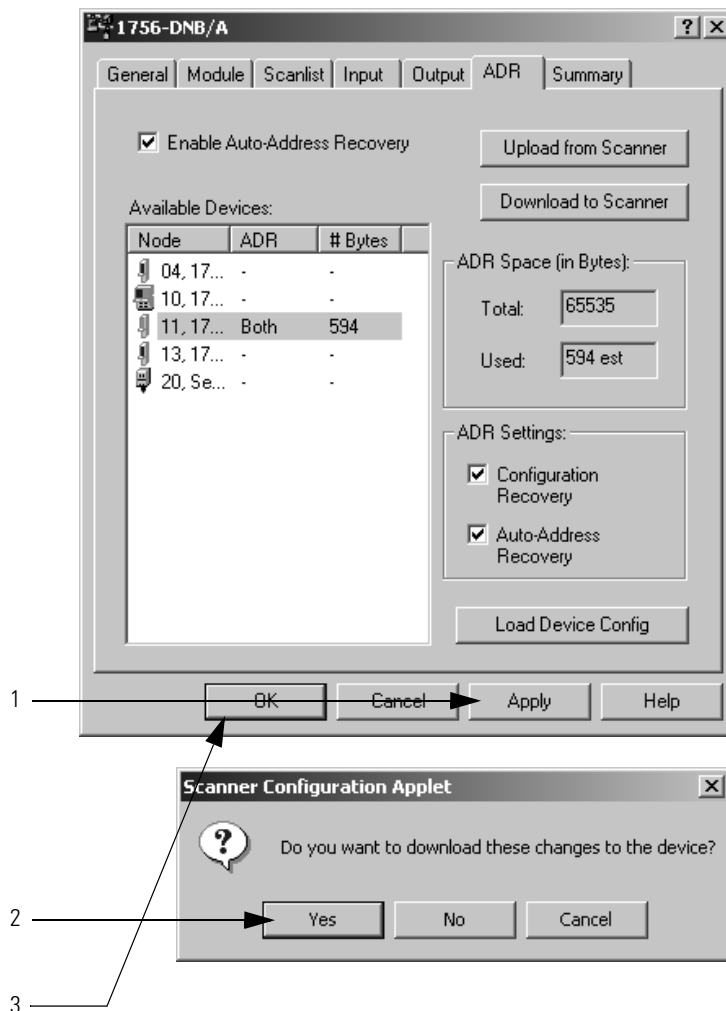 1756-DNB/A
General Module Scanlist Input Output ADR Summary
Enable Auto-Address Recovery
Upload from Scanner
Download to Scanner
Available Devices:
Node ADR # Bytes
04, 17... - -
10, 17... - -
11, 17... Both 594
13, 17... - -
20, Se... - -
ADR Space (in Bytes):
Total: 65535
Used: 594 est
ADR Settings:
Configuration
Recovery
Auto-Address
Recovery
Load Device Config
1
OK Cancel Apply Help
Scanner Configuration Applet
Do you want to download these changes to the device?
2
Yes No Cancel
3